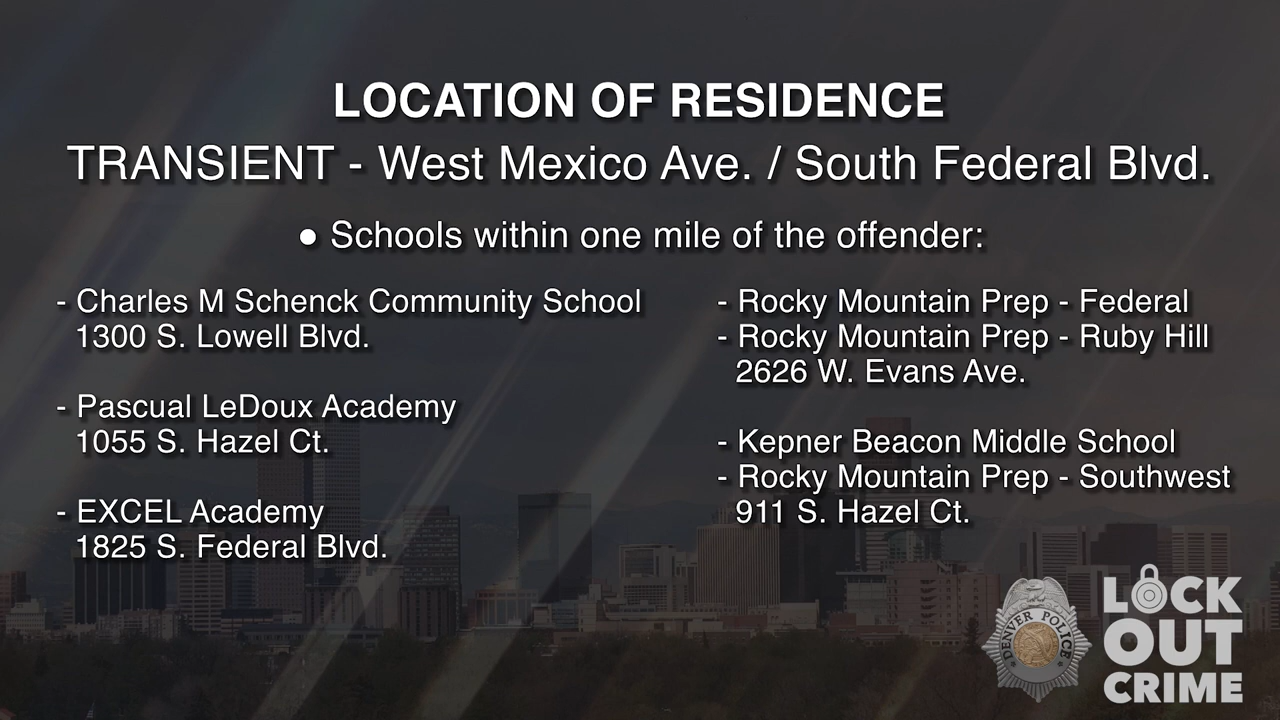 LOCATION OF RESIDENCE
TRANSIENT - West Mexico Ave. / South Federal Blvd.
● Schools within one mile of the offender:
- Charles M Schenck Community School
1300 S. Lowell Blvd.
- Pascual LeDoux Academy
1055 S. Hazel Ct.
- EXCEL Academy
1825 S. Federal Blvd.
- Rocky Mountain Prep - Federal
- Rocky Mountain Prep - Ruby Hill
2626 W. Evans Ave.
- Kepner Beacon Middle School
- Rocky Mountain Prep - Southwest
911 S. Hazel Ct.
DENVER POLICE
LOCK
OUT
CRIME